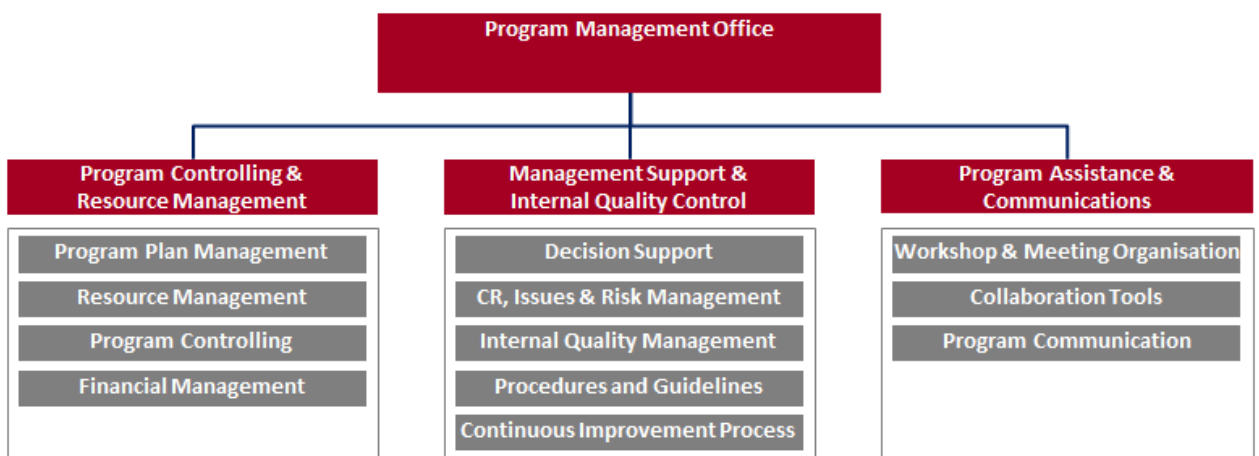 Program Management Office
Program Controlling &
Resource Management
Program Plan Management
Resource Management
Program Controlling
Financial Management
Management Support &
Internal Quality Control
Decision Support
CR, Issues & Risk Management
Internal Quality Management
Procedures and Guidelines
Continuous Improvement Process
Program Assistance &
Communications
Workshop & Meeting Organisation
Collaboration Tools
Program Communication